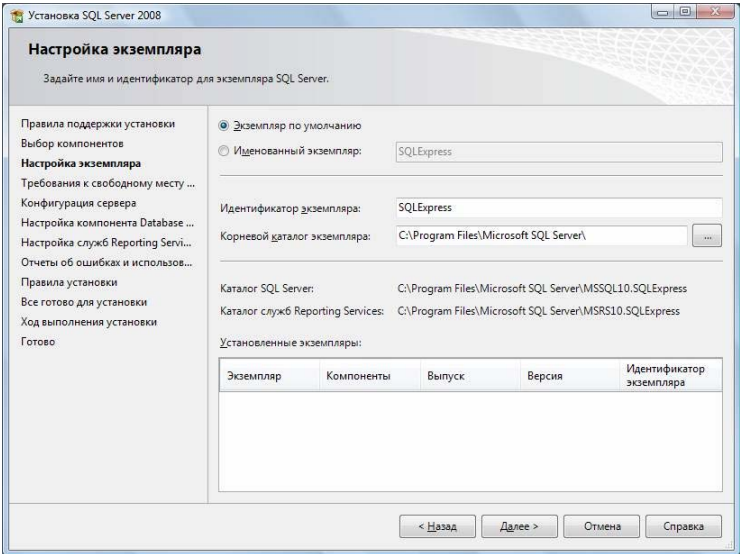 Установка SQL Server 2008
Настройка экземпляра
Задайте имя и идентификатор для экземпляра SQL Server.
Правила поддержки установки
Выбор компонентов
Настройка экземпляра
Требования к свободному месту ...
Конфигурация сервера
Настройка компонента Database ...
Настройка служб Reporting Servi...
Отчеты об ошибках и использов...
Правила установки
Все готово для установки
Ход выполнения установки
Готово
Экземпляр по умолчанию
Именованный экземпляр: SQLExpress
Идентификатор экземпляра: SQLExpress
Корневой каталог экземпляра: C:\Program Files\Microsoft SQL Server\ ...
Каталог SQL Server: C:\Program Files\Microsoft SQL Server\MSSQL10.SQLExpress
Каталог служб Reporting Services: C:\Program Files\Microsoft SQL Server\MSRS10.SQLExpress
Установленные экземпляры:
Экземпляр Компоненты Выпуск Версия Идентификатор
экземпляра
< Назад Далее > Отмена Справка